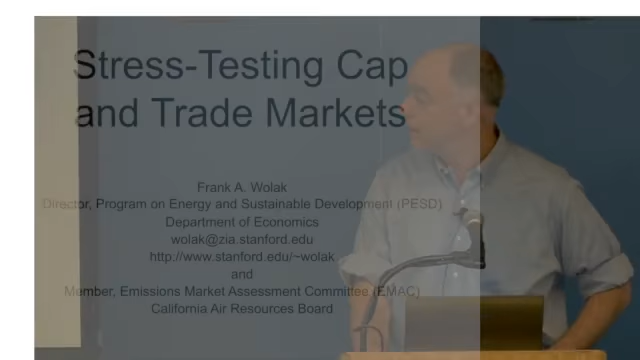 Stress-Testing Cap
and Trade Markets
Frank A. Wolak
Director, Program on Energy and Sustainable Development (PESD)
Department of Economics
wolak@zia.stanford.edu
http://www.stanford.edu/~wolak
and
Member, Emissions Market Assessment Committee (EMAC)
California Air Resources Board